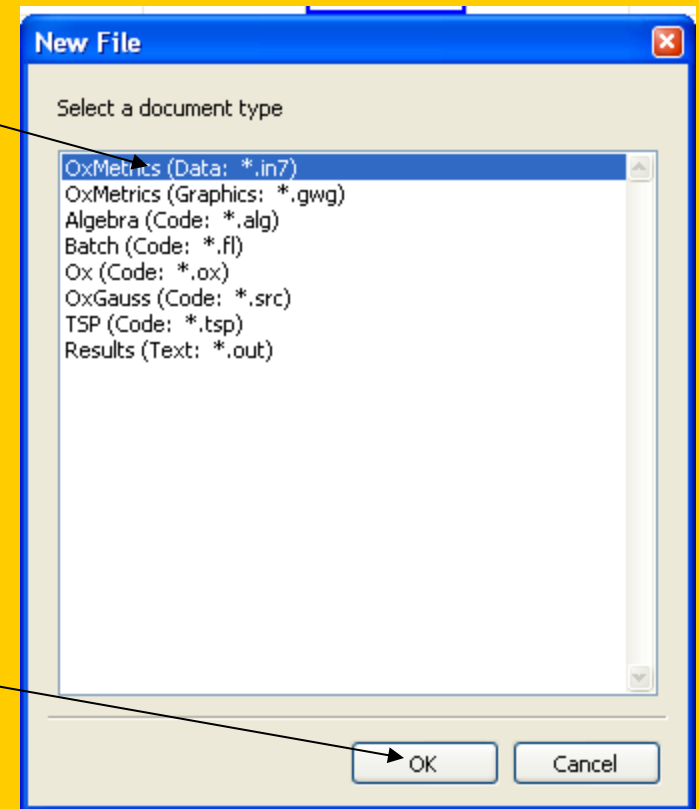 New File
Select a document type
OxMetrics (Data: *.in7)
OxMetrics (Graphics: *.gwg)
Algebra (Code: *.alg)
Batch (Code: *.fl)
Ox (Code: *.ox)
OxGauss (Code: *.src)
TSP (Code: *.tsp)
Results (Text: *.out)
OK Cancel